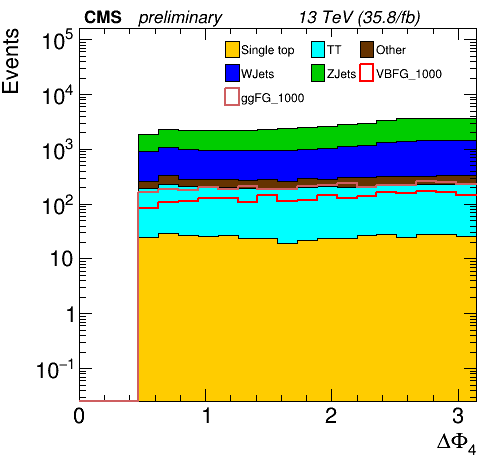 CMS preliminary 13 TeV (35.8/fb)
Events
Single top TT Other
WJets ZJets VBFG_1000
ggFG_1000
10⁵
10⁴
10³
10²
10
1
10⁻¹
0 1 2 3
ΔΦ₄